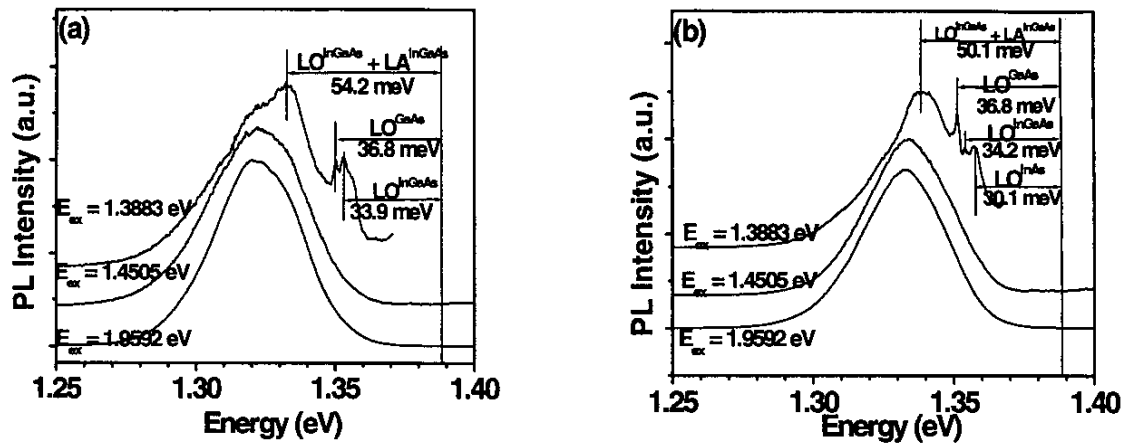 (a)
LO^InGaAs + LA^InGaAs
54.2 meV
LO^GaAs
36.8 meV
LO^InGaAs
33.9 meV
E_ex = 1.3883 eV
E_ex = 1.4505 eV
E_ex = 1.9592 eV
PL Intensity (a.u.)
1.25 1.30 1.35 1.40
Energy (eV)
(b)
LO^InGaAs + LA^InGaAs
50.1 meV
LO^GaAs
36.8 meV
LO^InGaAs
34.2 meV
LO^InAs
30.1 meV
E_ex = 1.3883 eV
E_ex = 1.4505 eV
E_ex = 1.9592 eV
PL Intensity (a.u.)
1.25 1.30 1.35 1.40
Energy (eV)